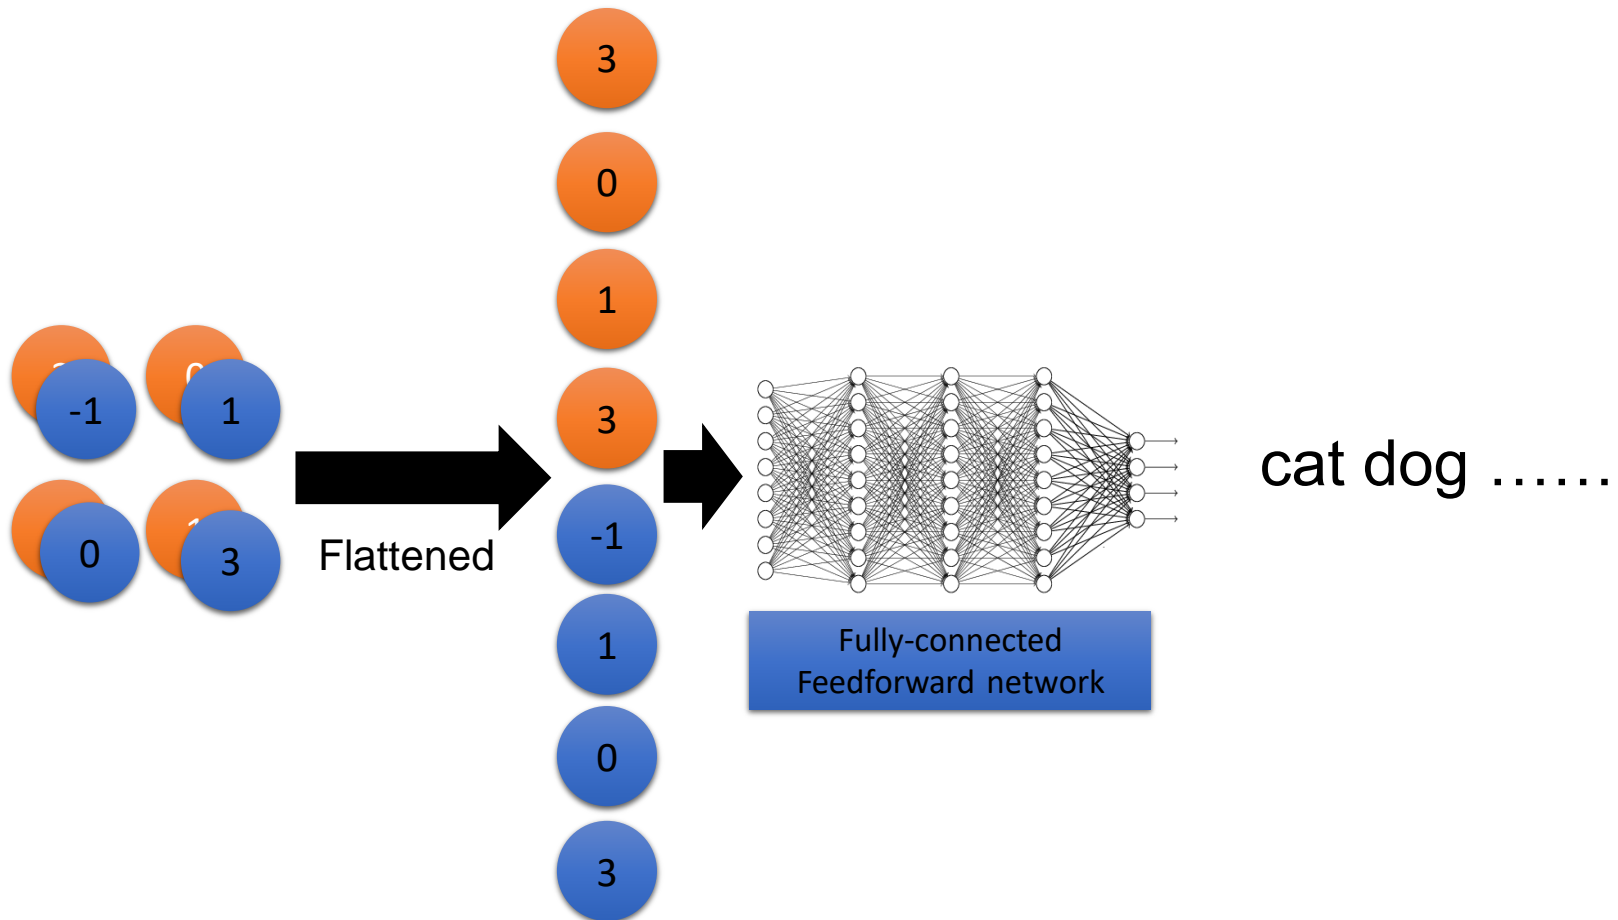 3
0
1
3
-1
1
0
3
-1 1
0 3
Flattened
Fully-connected
Feedforward network
cat dog ......